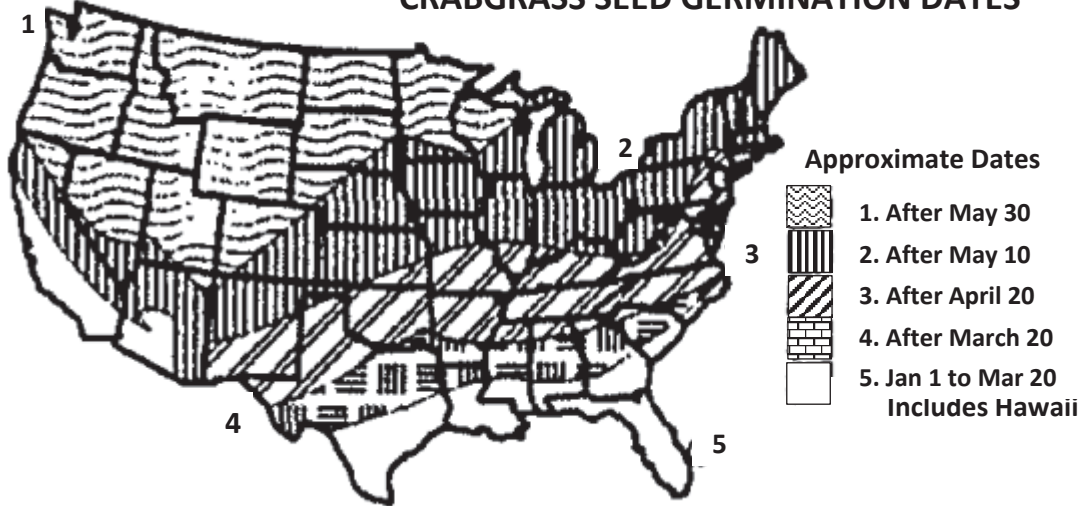 CRABGRASS SEED GERMINATION DATES
1
2
3
4
5
Approximate Dates
1. After May 30
2. After May 10
3. After April 20
4. After March 20
5. Jan 1 to Mar 20
Includes Hawaii